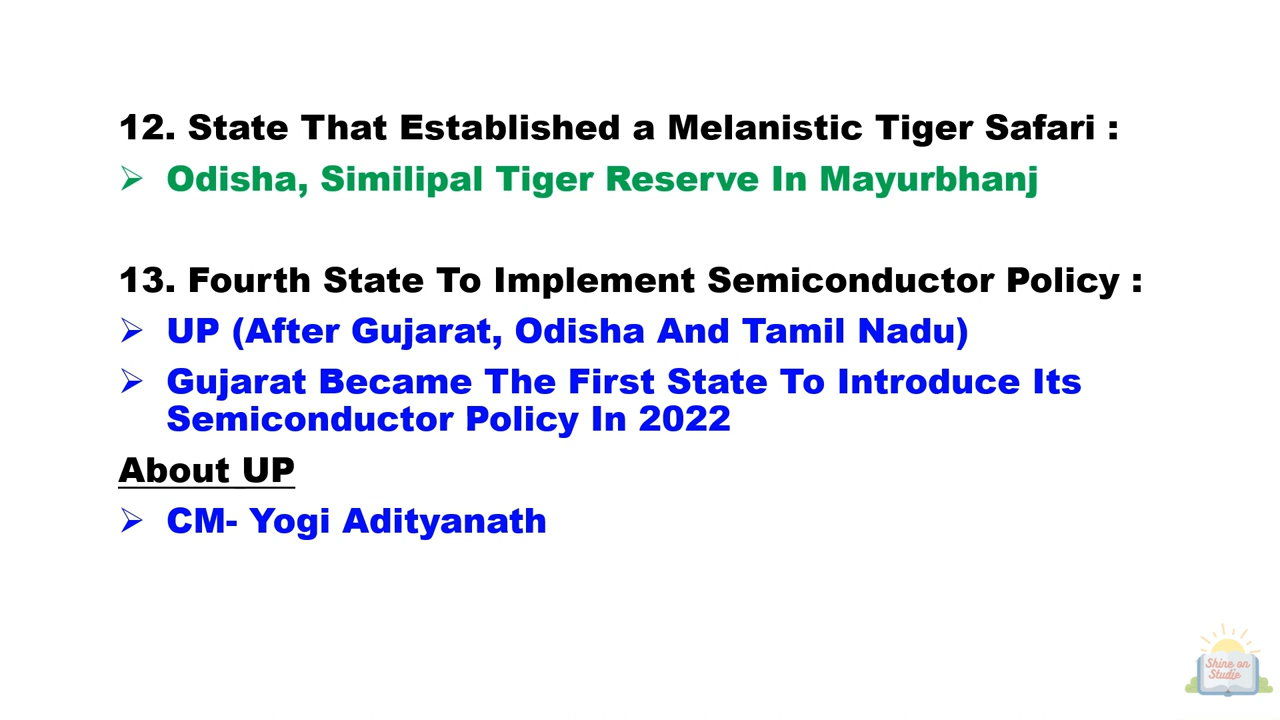 12. State That Established a Melanistic Tiger Safari :
➢ Odisha, Similipal Tiger Reserve In Mayurbhanj
13. Fourth State To Implement Semiconductor Policy :
➢ UP (After Gujarat, Odisha And Tamil Nadu)
➢ Gujarat Became The First State To Introduce Its
Semiconductor Policy In 2022
About UP
➢ CM- Yogi Adityanath
Shine on
Studio